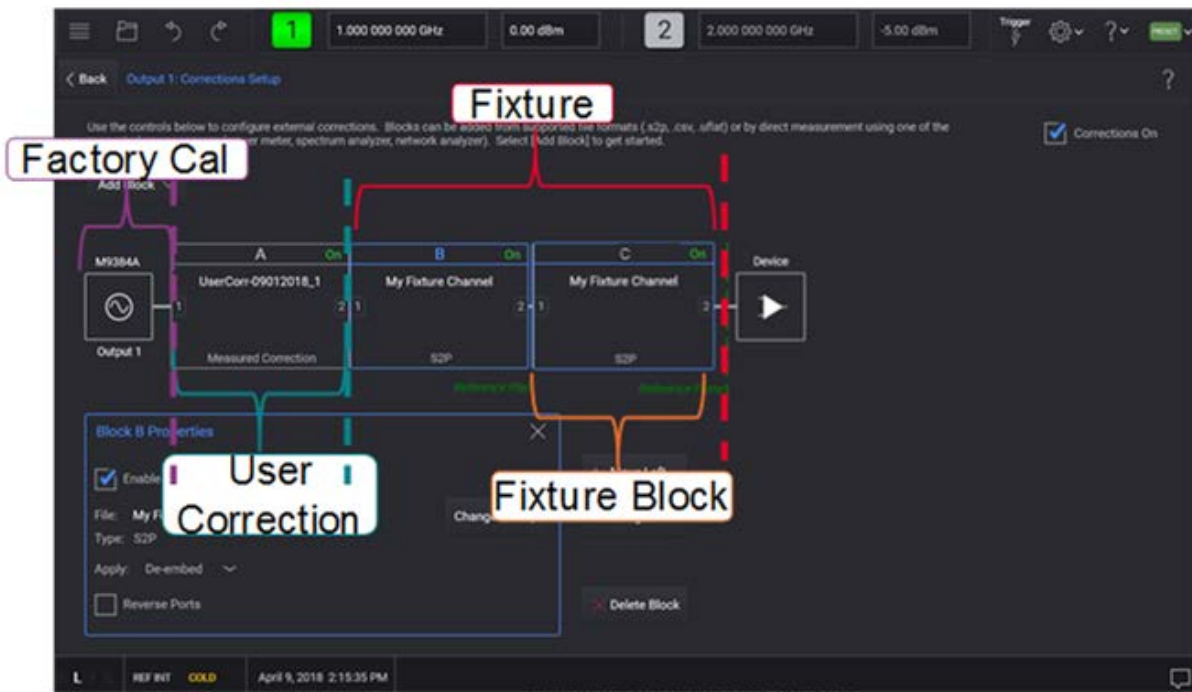 1
1.000 000 000 GHz
0.00 dBm
2
2.000 000 000 GHz
-5.00 dBm
Trigger
?
PRESET
< Back
Output 1: Corrections Setup
?
Fixture
Use the controls below to configure external corrections. Blocks can be added from supported file formats (.s2p, .csv, .uflat) or by direct measurement using one of the
er meter, spectrum analyzer, network analyzer). Select [Add Block] to get started.
Corrections On
Factory Cal
Add Block
M9384A
A
On
B
On
C
On
Device
UserCorr-09012018_1
My Fixture Channel
My Fixture Channel
1
2
1
2
1
2
Output 1
Measured Correction
S2P
S2P
Block B Properties
User
Correction
Fixture Block
Enable
File: My Fi
Chang
Type: S2P
Apply: De-embed
Reverse Ports
Delete Block
L
REF INT
COLD
April 9, 2018 2:15:35 PM